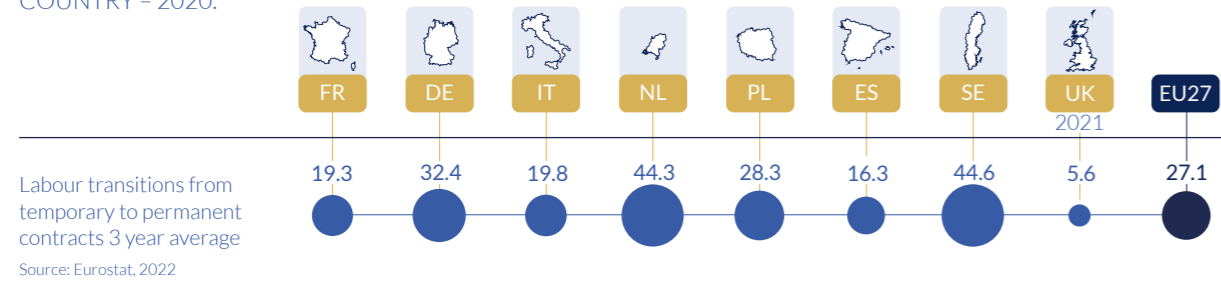 COUNTRY – 2020.
FR DE IT NL PL ES SE UK EU27
2021
19.3 32.4 19.8 44.3 28.3 16.3 44.6 5.6 27.1
Labour transitions from
temporary to permanent
contracts 3 year average
Source: Eurostat, 2022